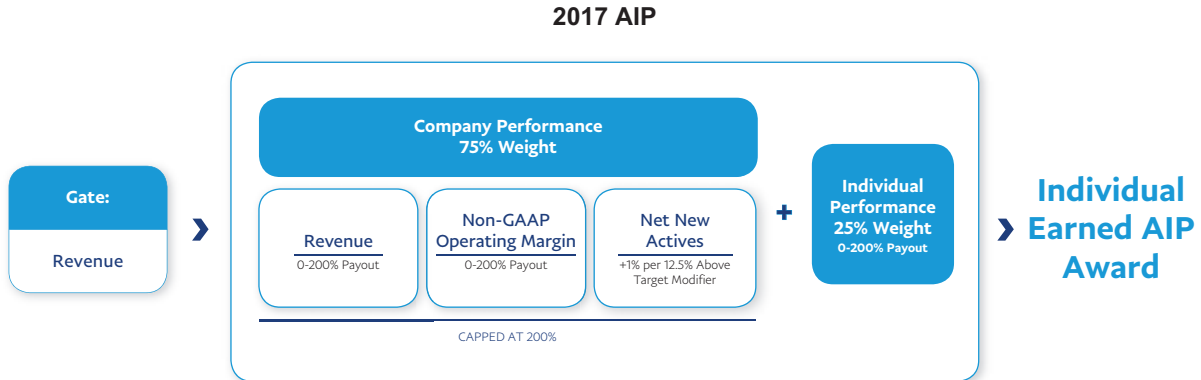 2017 AIP
Gate:
Revenue
›
Company Performance
75% Weight
Revenue
0-200% Payout
Non-GAAP
Operating Margin
0-200% Payout
Net New
Actives
+1% per 12.5% Above
Target Modifier
CAPPED AT 200%
+
Individual
Performance
25% Weight
0-200% Payout
›
Individual
Earned AIP
Award